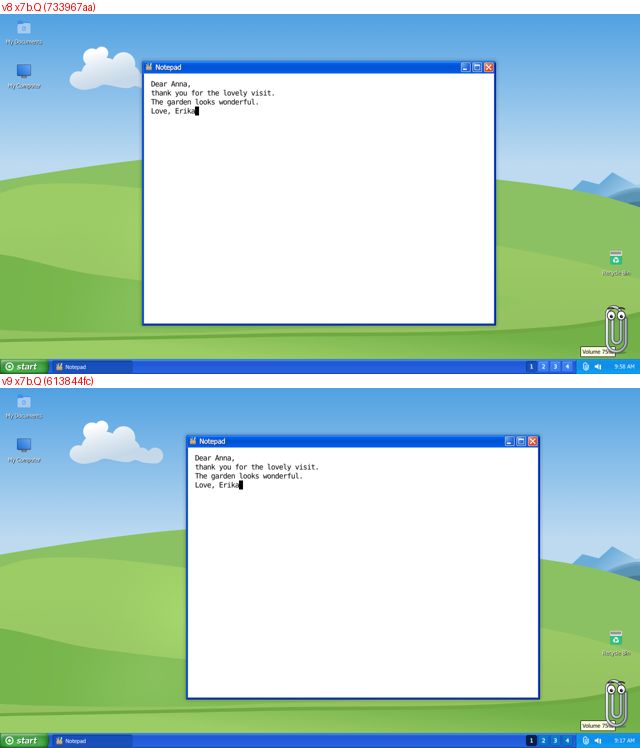 v8 x7b.Q (733967aa)
My Documents
My Computer
Notepad
Dear Anna,
thank you for the lovely visit.
The garden looks wonderful.
Love, Erika
Recycle Bin
Volume 75%
start
Notepad
1 2 3 4
9:58 AM
v9 x7b.Q (613844fc)
My Documents
My Computer
Notepad
Dear Anna,
thank you for the lovely visit.
The garden looks wonderful.
Love, Erika
Recycle Bin
Volume 75%
start
Notepad
1 2 3 4
9:17 AM